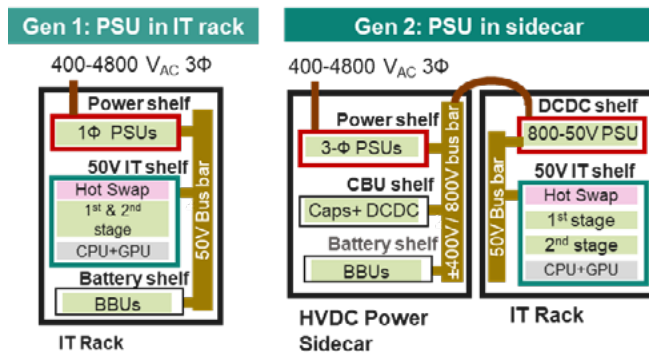 Gen 1: PSU in IT rack
400-4800 VAC 3Φ
Power shelf
1Φ PSUs
50V IT shelf
Hot Swap
1st & 2nd
stage
CPU+GPU
Battery shelf
BBUs
50V Bus bar
IT Rack
Gen 2: PSU in sidecar
400-4800 VAC 3Φ
Power shelf
3-Φ PSUs
CBU shelf
Caps+ DCDC
Battery shelf
BBUs
±400V/ 800V bus bar
HVDC Power
Sidecar
DCDC shelf
800-50V PSU
50V IT shelf
Hot Swap
1st stage
2nd stage
CPU+GPU
50V Bus bar
IT Rack